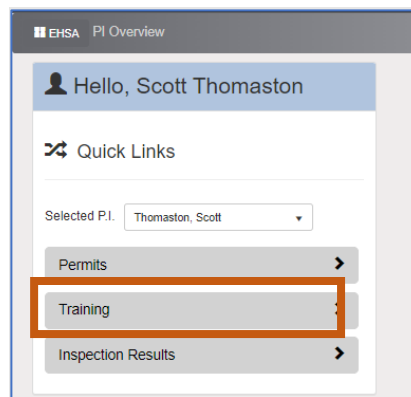 EHSA PI Overview
Hello, Scott Thomaston
Quick Links
Selected P.I. Thomaston, Scott
Permits
Training
Inspection Results